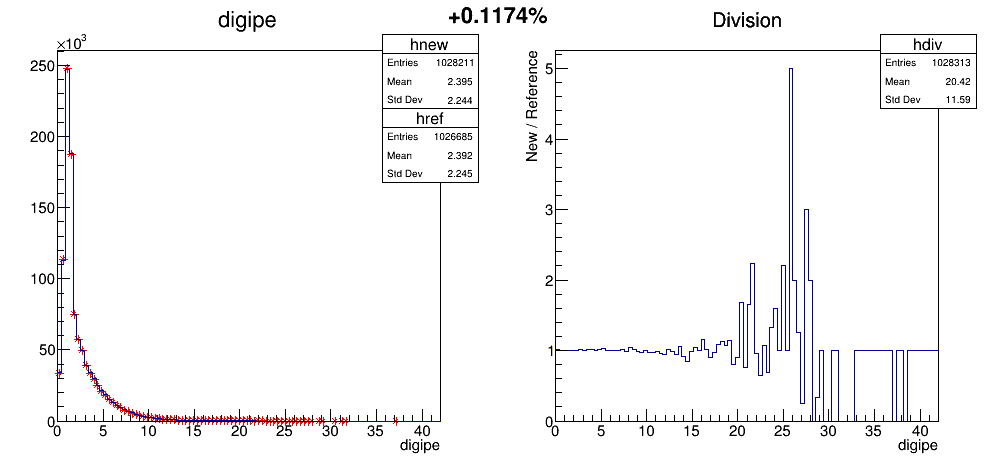 +0.1174%
digipe
×10³
hnew
Entries 1028211
Mean 2.395
Std Dev 2.244
href
Entries 1026685
Mean 2.392
Std Dev 2.245
250
200
150
100
50
0
0 5 10 15 20 25 30 35 40
digipe
Division
hdiv
Entries 1028313
Mean 20.42
Std Dev 11.59
New / Reference
5
4
3
2
1
0
0 5 10 15 20 25 30 35 40
digipe